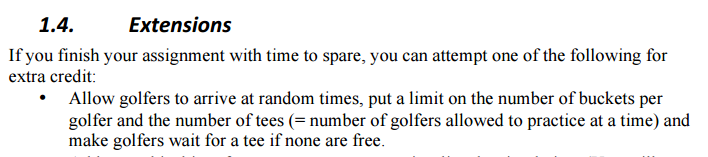 1.4. Extensions
If you finish your assignment with time to spare, you can attempt one of the following for
extra credit:
• Allow golfers to arrive at random times, put a limit on the number of buckets per
golfer and the number of tees (= number of golfers allowed to practice at a time) and
make golfers wait for a tee if none are free.